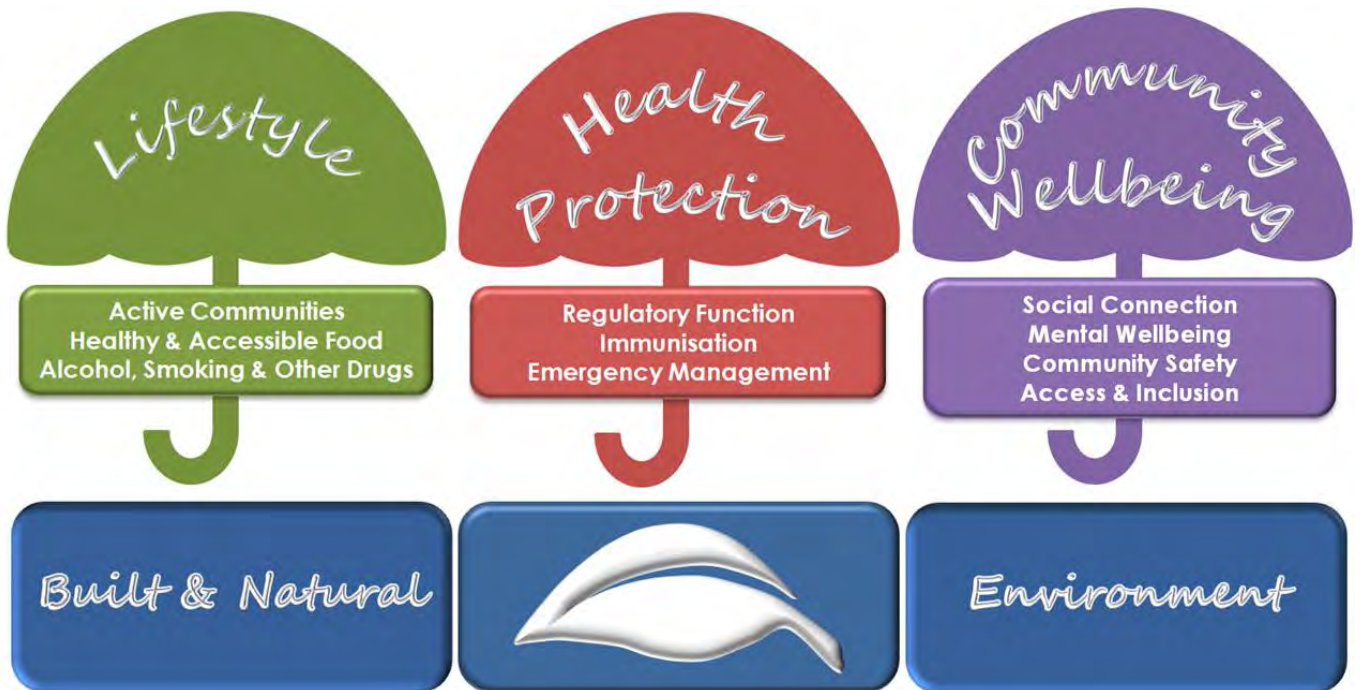 Lifestyle
Active Communities
Healthy & Accessible Food
Alcohol, Smoking & Other Drugs
Health
Protection
Regulatory Function
Immunisation
Emergency Management
Community
Wellbeing
Social Connection
Mental Wellbeing
Community Safety
Access & Inclusion
Built & Natural
Environment